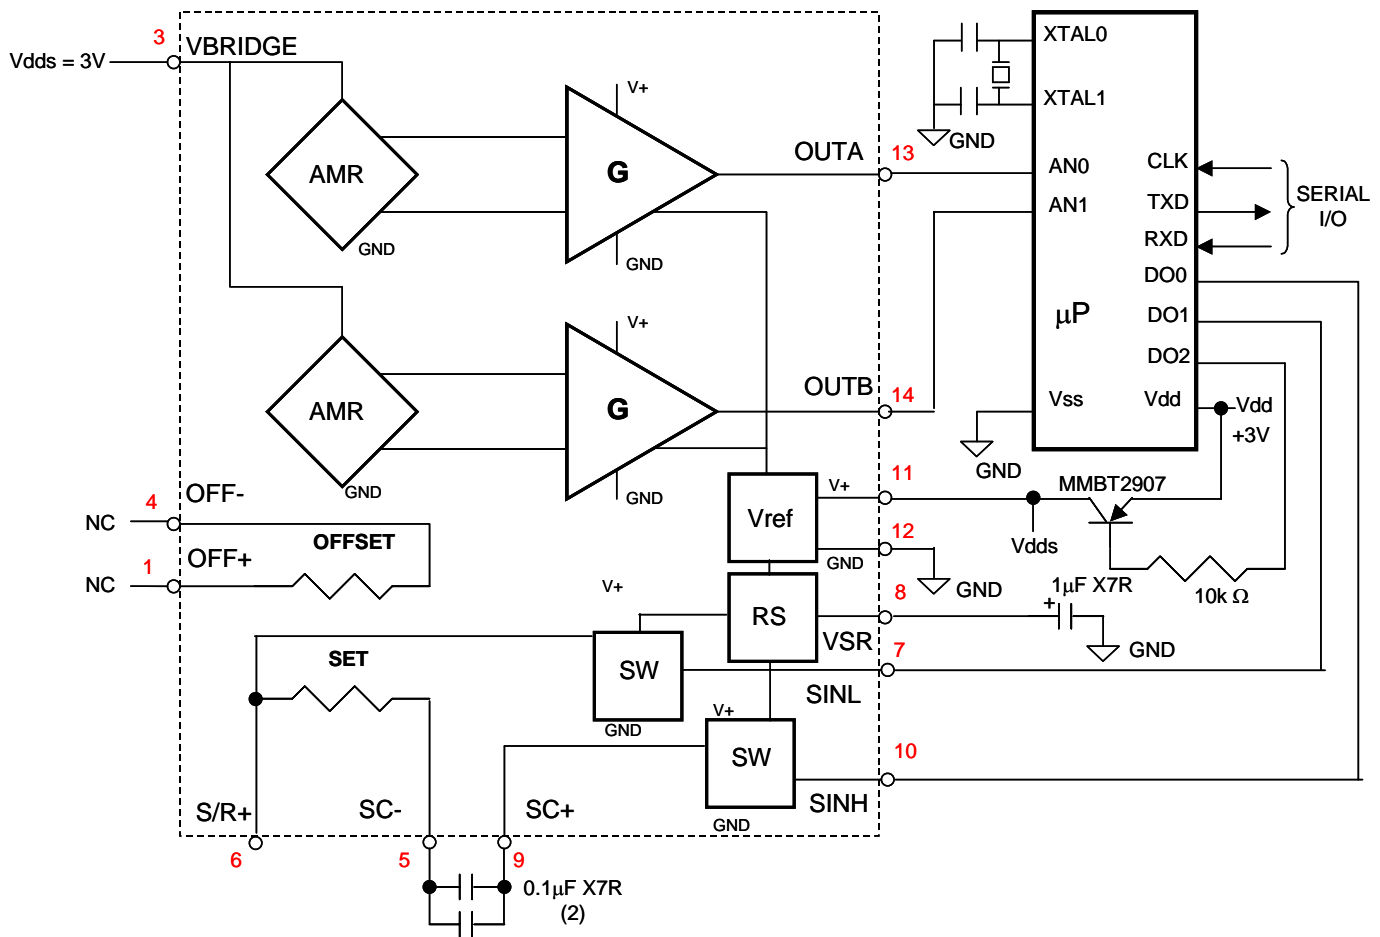 3
VBRIDGE
Vdds = 3V
AMR
GND
V+
G
GND
OUTA
13
XTAL0
XTAL1
GND
AN0
AN1
CLK
TXD
RXD
SERIAL
I/O
DO0
DO1
DO2
µP
Vss
Vdd
GND
Vdd
+3V
AMR
GND
V+
G
GND
OUTB
14
4
OFF-
NC
OFFSET
1
OFF+
NC
Vref
V+
11
GND
12
GND
Vdds
MMBT2907
10k Ω
RS
8
VSR
1µF X7R
+
GND
V+
SW
GND
7
SINL
SET
V+
SW
GND
10
SINH
S/R+
6
SC-
5
SC+
9
0.1µF X7R
(2)